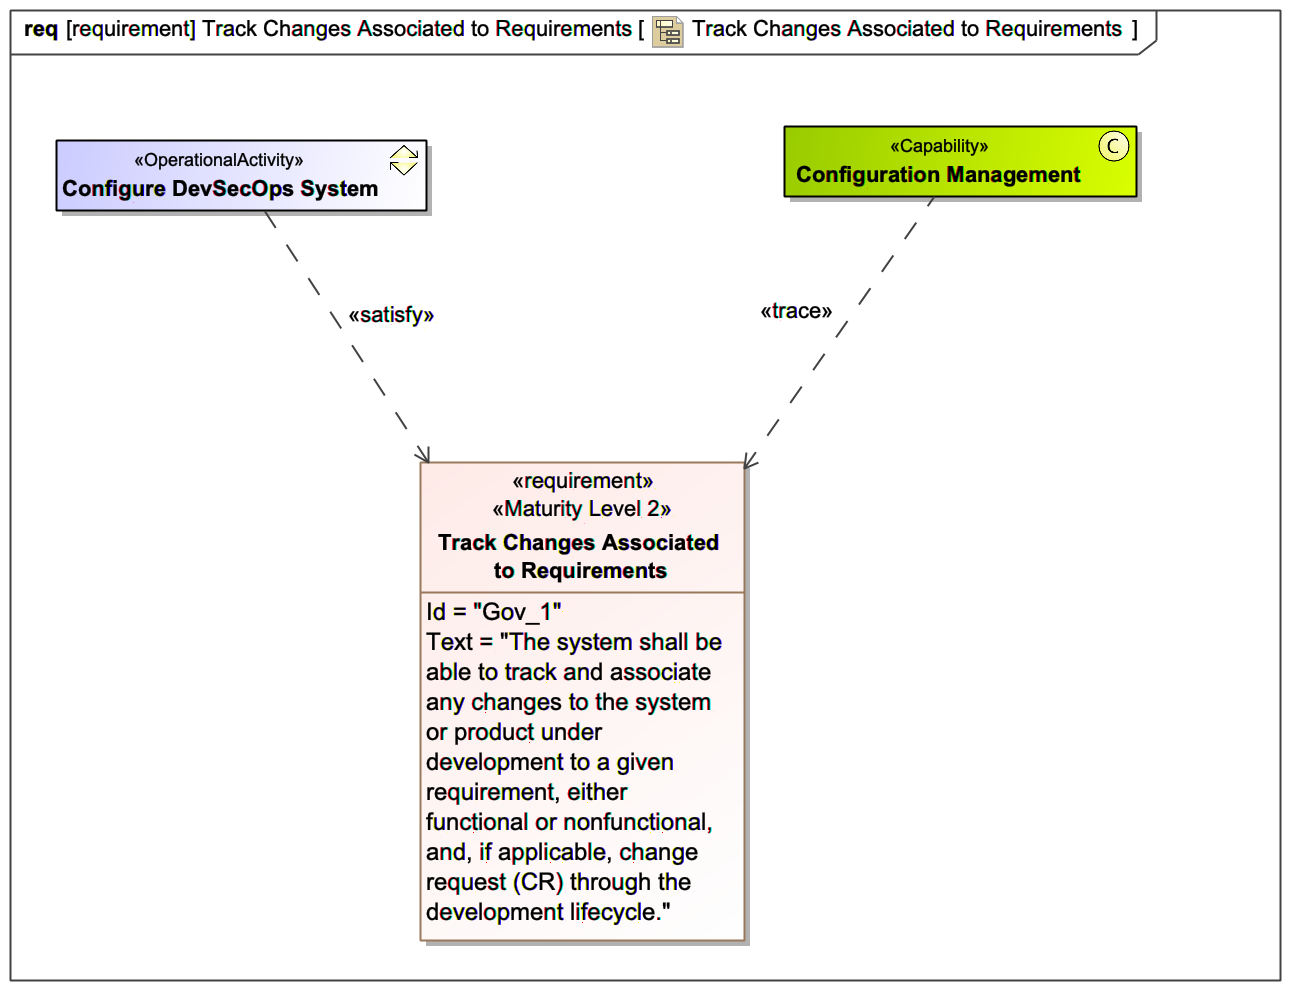 req [requirement] Track Changes Associated to Requirements [ Track Changes Associated to Requirements ]
«OperationalActivity»
Configure DevSecOps System
«Capability»
C
Configuration Management
«satisfy»
«trace»
«requirement»
«Maturity Level 2»
Track Changes Associated
to Requirements
Id = "Gov_1"
Text = "The system shall be
able to track and associate
any changes to the system
or product under
development to a given
requirement, either
functional or nonfunctional,
and, if applicable, change
request (CR) through the
development lifecycle."